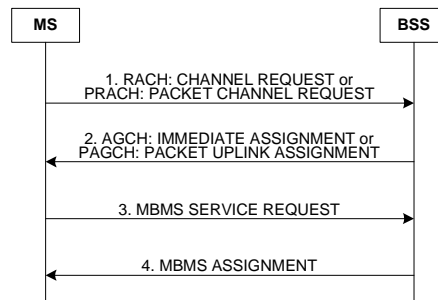 MS
BSS
1. RACH: CHANNEL REQUEST or
PRACH: PACKET CHANNEL REQUEST
2. AGCH: IMMEDIATE ASSIGNMENT or
PAGCH: PACKET UPLINK ASSIGNMENT
3. MBMS SERVICE REQUEST
4. MBMS ASSIGNMENT